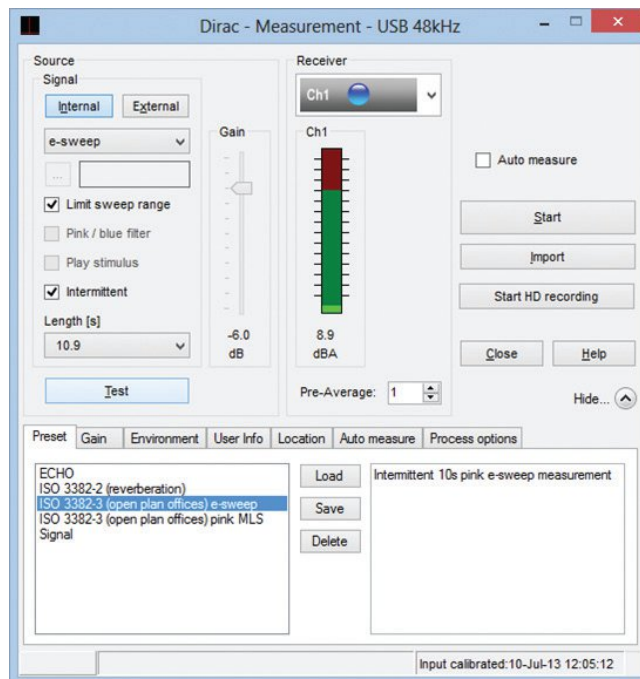 Dirac - Measurement - USB 48kHz
Source
Signal
Internal
External
e-sweep
...
Limit sweep range
Pink / blue filter
Play stimulus
Intermittent
Length [s]
10.9
Test
Gain
-6.0
dB
Receiver
Ch1
Ch1
8.9
dBA
Pre-Average: 1
Auto measure
Start
Import
Start HD recording
Close
Help
Hide...
Preset Gain Environment User Info Location Auto measure Process options
ECHO
ISO 3382-2 (reverberation)
ISO 3382-3 (open plan offices) e-sweep
ISO 3382-3 (open plan offices) pink MLS
Signal
Load
Save
Delete
Intermittent 10s pink e-sweep measurement
Input calibrated:10-Jul-13 12:05:12